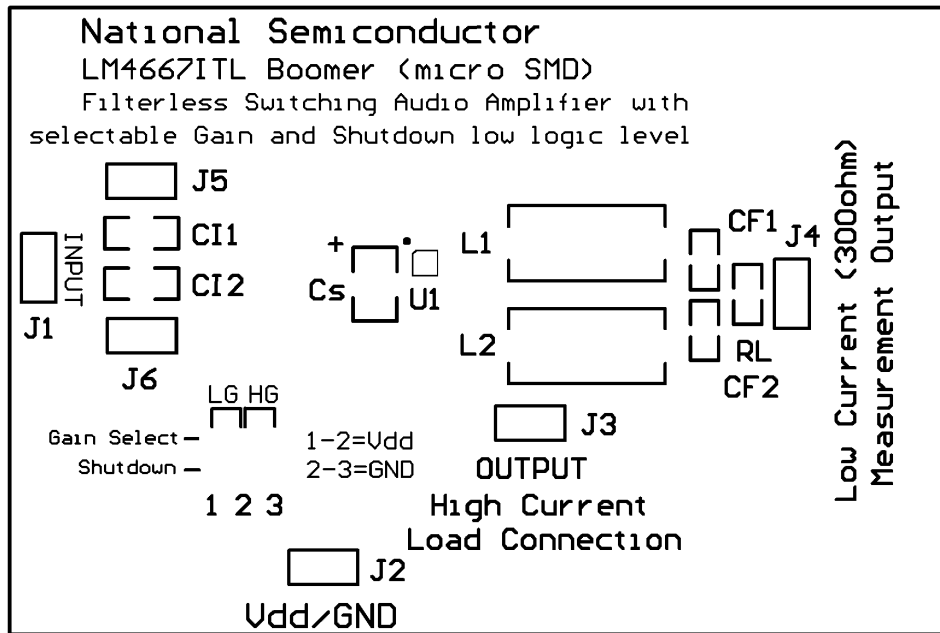 National Semiconductor
LM4667ITL Boomer (micro SMD)
Filterless Switching Audio Amplifier with
selectable Gain and Shutdown low logic level
J5
CI1
INPUT
CI2
J1
J6
+
Cs
U1
L1
L2
CF1
J4
RL
CF2
Low Current (300ohm)
Measurement Output
LG HG
Gain Select –
Shutdown –
1 2 3
1-2=Vdd
2-3=GND
J3
OUTPUT
High Current
Load Connection
J2
Vdd/GND